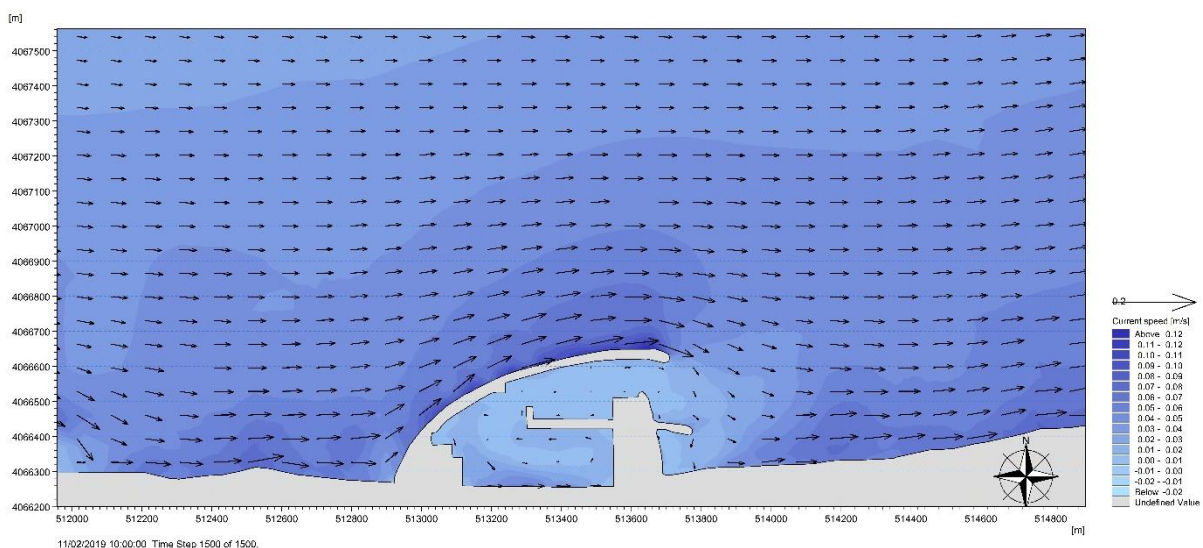 [m]
4067500
4067400
4067300
4067200
4067100
4067000
4066900
4066800
4066700
4066600
4066500
4066400
4066300
4066200
512000 512200 512400 512600 512800 513000 513200 513400 513600 513800 514000 514200 514400 514600 514800
[m]
11/02/2019 10:00:00 Time Step 1500 of 1500.
N
0.2
Current speed [m/s]
Above 0.12
0.11 - 0.12
0.10 - 0.11
0.09 - 0.10
0.08 - 0.09
0.07 - 0.08
0.06 - 0.07
0.05 - 0.06
0.04 - 0.05
0.03 - 0.04
0.02 - 0.03
0.01 - 0.02
0.00 - 0.01
-0.01 - 0.00
-0.02 - -0.01
Below -0.02
Undefined Value